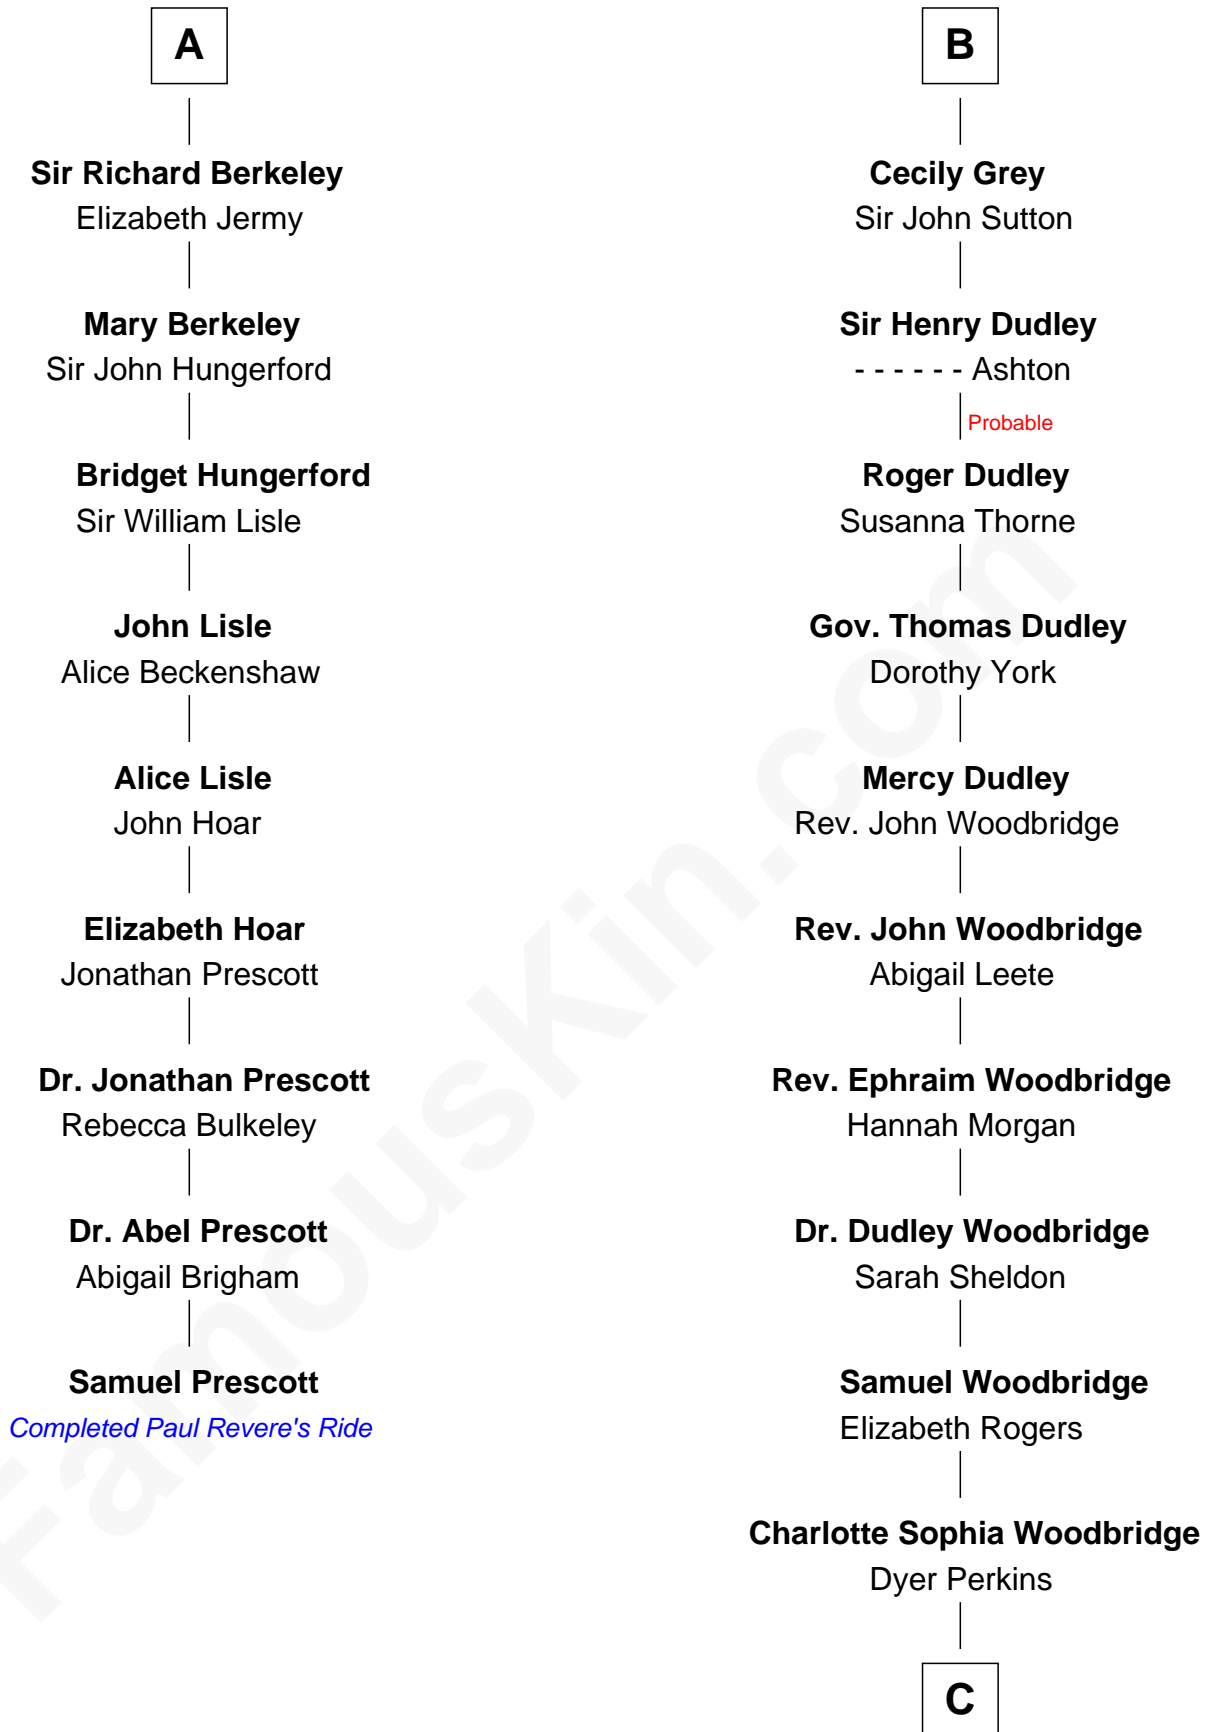 A
Sir Richard Berkeley
Elizabeth Jermy
Mary Berkeley
Sir John Hungerford
Bridget Hungerford
Sir William Lisle
John Lisle
Alice Beckenshaw
Alice Lisle
John Hoar
Elizabeth Hoar
Jonathan Prescott
Dr. Jonathan Prescott
Rebecca Bulkeley
Dr. Abel Prescott
Abigail Brigham
Samuel Prescott
Completed Paul Revere's Ride
B
Cecily Grey
Sir John Sutton
Sir Henry Dudley
- - - - - - Ashton
Probable
Roger Dudley
Susanna Thorne
Gov. Thomas Dudley
Dorothy York
Mercy Dudley
Rev. John Woodbridge
Rev. John Woodbridge
Abigail Leete
Rev. Ephraim Woodbridge
Hannah Morgan
Dr. Dudley Woodbridge
Sarah Sheldon
Samuel Woodbridge
Elizabeth Rogers
Charlotte Sophia Woodbridge
Dyer Perkins
C
FamousKin.com